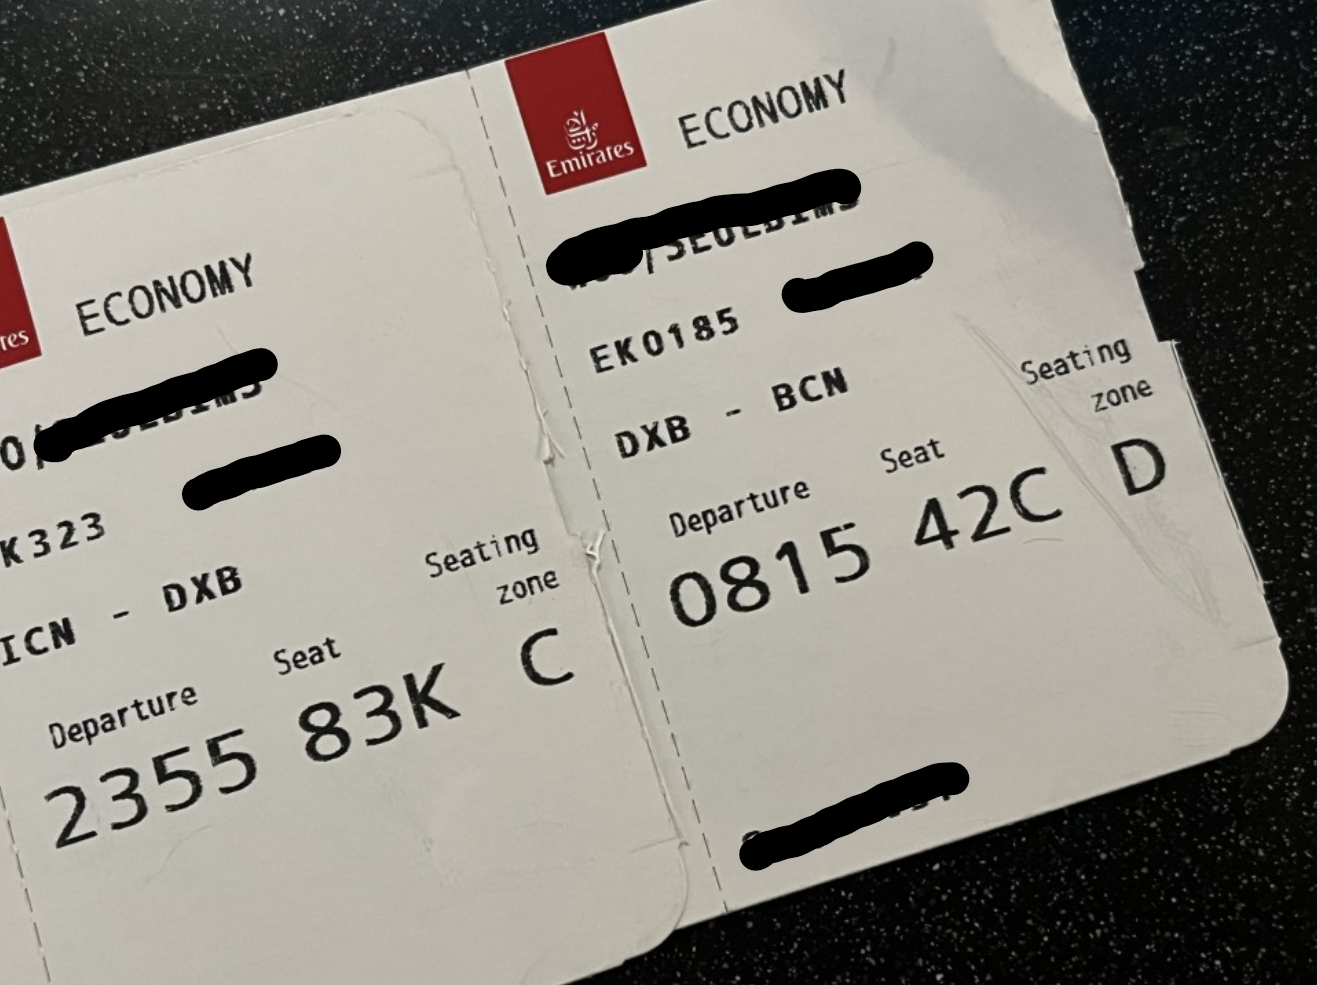 ECONOMY
K323
ICN - DXB
Departure Seat Seating zone
2355 83K C
Emirates
ECONOMY
EK0185
DXB - BCN
Departure Seat Seating zone
0815 42C D